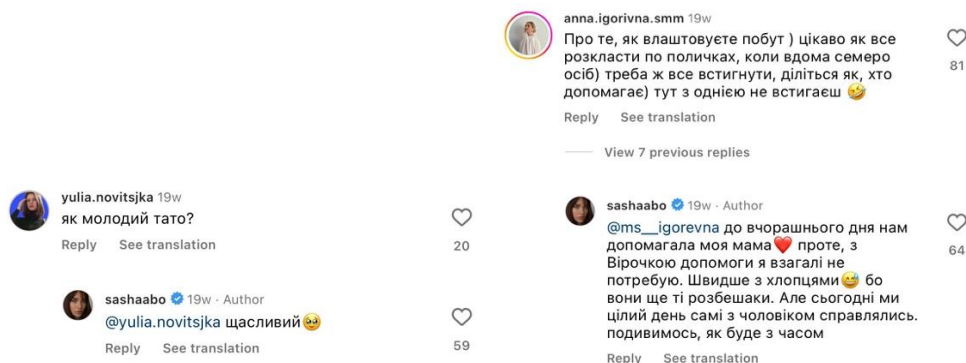 yulia.novitsjka 19w
як молодий тато?
Reply See translation
20
sashaabo 19w · Author
@yulia.novitsjka щасливий🥹
Reply See translation
59
anna.igorivna.smm 19w
Про те, як влаштовуєте побут ) цікаво як все
розкласти по поличках, коли вдома семеро
осіб) треба ж все встигнути, діліться як, хто
допомагає) тут з однією не встигаєш 🤣
81
Reply See translation
View 7 previous replies
sashaabo 19w · Author
@ms__igorevna до вчорашнього дня нам
допомагала моя мама❤️ проте, з
Вірочкою допомоги я взагалі не
потребую. Швидше з хлопцями😅 бо
вони ще ті розбешаки. Але сьогодні ми
цілий день самі з чоловіком справлялись.
подивимось, як буде з часом
64
Reply See translation